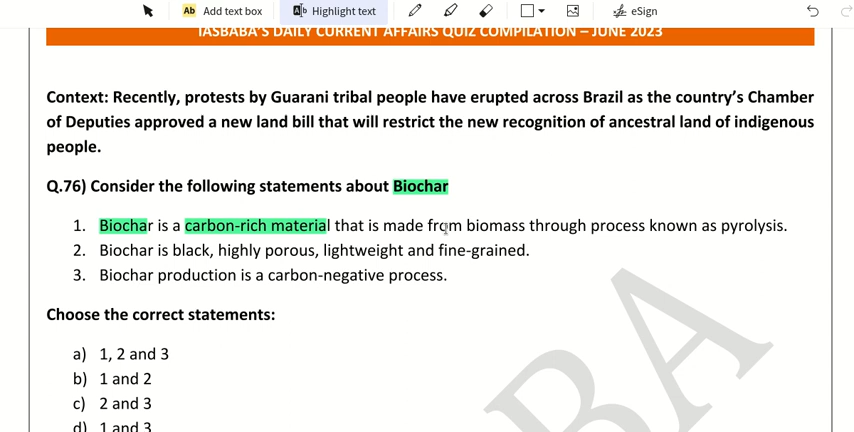 Ab Add text box Ab Highlight text eSign
IASBABA'S DAILY CURRENT AFFAIRS QUIZ COMPILATION – JUNE 2023
Context: Recently, protests by Guarani tribal people have erupted across Brazil as the country's Chamber
of Deputies approved a new land bill that will restrict the new recognition of ancestral land of indigenous
people.
Q.76) Consider the following statements about Biochar
1. Biochar is a carbon-rich material that is made from biomass through process known as pyrolysis.
2. Biochar is black, highly porous, lightweight and fine-grained.
3. Biochar production is a carbon-negative process.
Choose the correct statements:
a) 1, 2 and 3
b) 1 and 2
c) 2 and 3
d) 1 and 3
BA